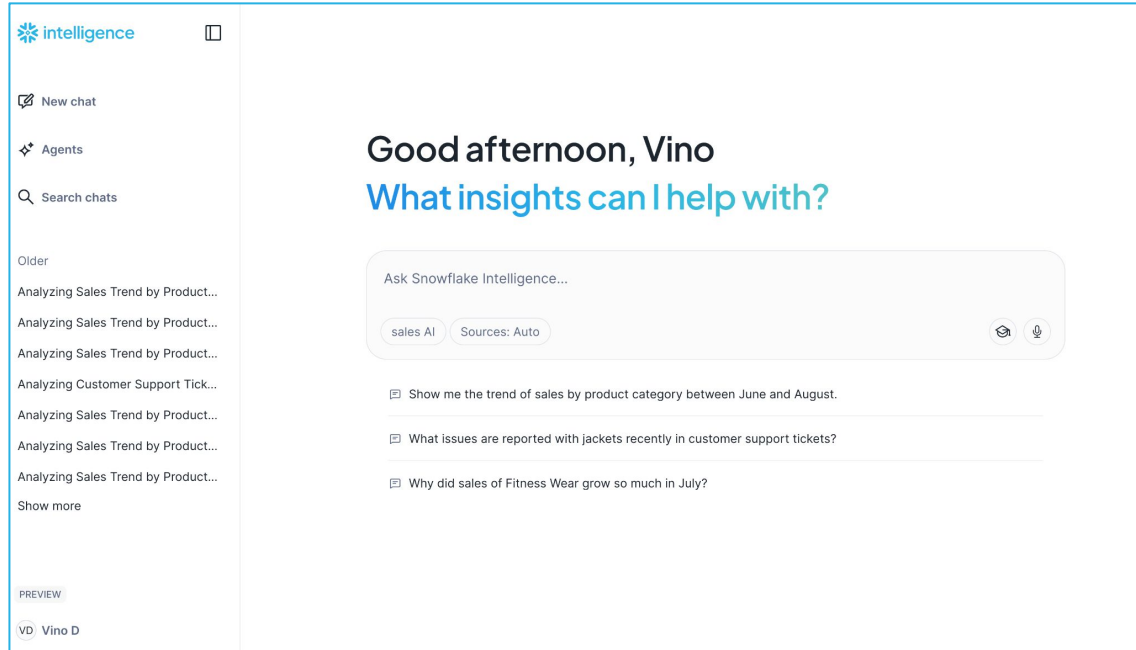 intelligence
New chat
Agents
Search chats
Older
Analyzing Sales Trend by Product...
Analyzing Sales Trend by Product...
Analyzing Sales Trend by Product...
Analyzing Customer Support Tick...
Analyzing Sales Trend by Product...
Analyzing Sales Trend by Product...
Analyzing Sales Trend by Product...
Show more
PREVIEW
VD Vino D
Good afternoon, Vino
What insights can I help with?
Ask Snowflake Intelligence...
sales AI Sources: Auto
Show me the trend of sales by product category between June and August.
What issues are reported with jackets recently in customer support tickets?
Why did sales of Fitness Wear grow so much in July?